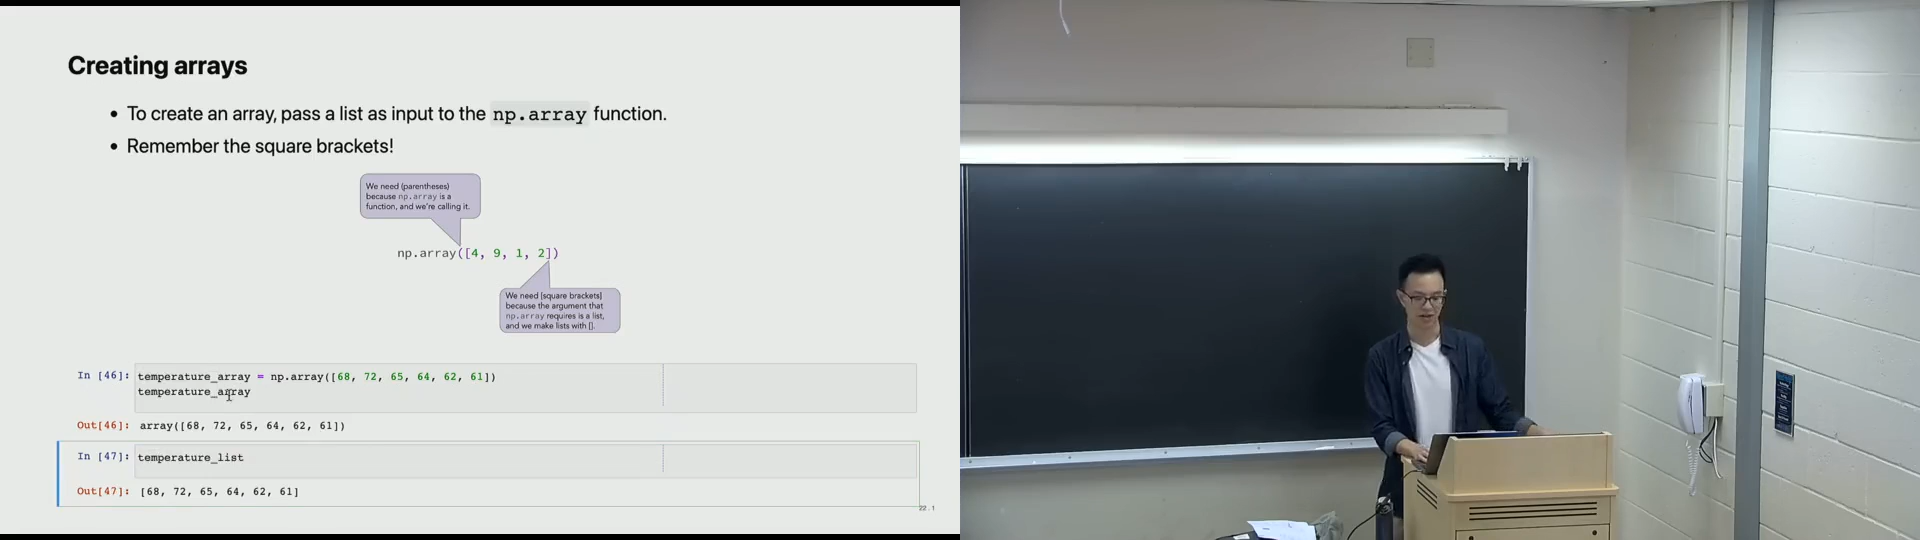 Creating arrays
• To create an array, pass a list as input to the np.array function.
• Remember the square brackets!
We need (parentheses)
because np.array is a
function, and we're calling it.
np.array([4, 9, 1, 2])
We need [square brackets]
because the argument that
np.array requires is a list,
and we make lists with [].
In [46]: temperature_array = np.array([68, 72, 65, 64, 62, 61])
temperature_array
Out[46]: array([68, 72, 65, 64, 62, 61])
In [47]: temperature_list
Out[47]: [68, 72, 65, 64, 62, 61]
22.1